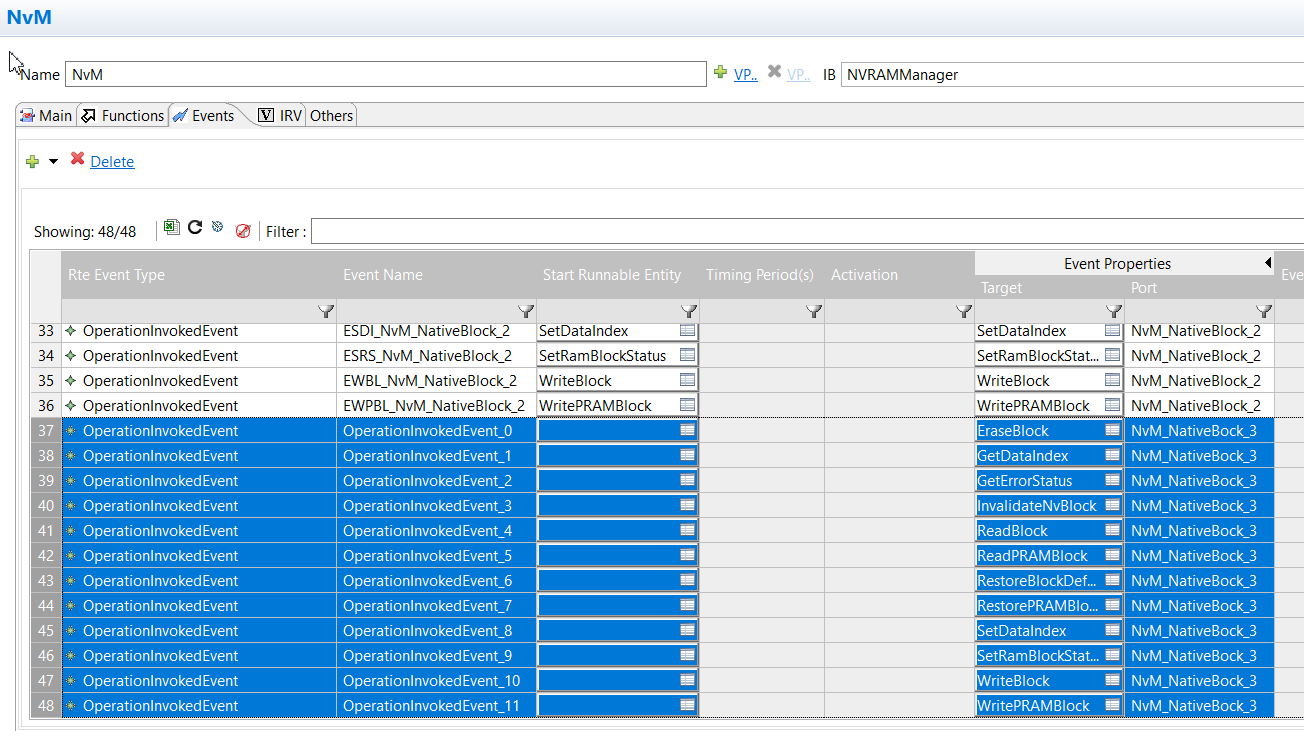 NvM
Name NvM VP.. VP.. IB NVRAMManager
Main Functions Events V IRV Others
Delete
Showing: 48/48 Filter :
Rte Event Type Event Name Start Runnable Entity Timing Period(s) Activation Event Properties Eve
Target Port
33 OperationInvokedEvent ESDI_NvM_NativeBlock_2 SetDataIndex SetDataIndex NvM_NativeBlock_2
34 OperationInvokedEvent ESRS_NvM_NativeBlock_2 SetRamBlockStatus SetRamBlockStat... NvM_NativeBlock_2
35 OperationInvokedEvent EWBL_NvM_NativeBlock_2 WriteBlock WriteBlock NvM_NativeBlock_2
36 OperationInvokedEvent EWPBL_NvM_NativeBlock_2 WritePRAMBlock WritePRAMBlock NvM_NativeBlock_2
37 OperationInvokedEvent OperationInvokedEvent_0 EraseBlock NvM_NativeBock_3
38 OperationInvokedEvent OperationInvokedEvent_1 GetDataIndex NvM_NativeBock_3
39 OperationInvokedEvent OperationInvokedEvent_2 GetErrorStatus NvM_NativeBock_3
40 OperationInvokedEvent OperationInvokedEvent_3 InvalidateNvBlock NvM_NativeBock_3
41 OperationInvokedEvent OperationInvokedEvent_4 ReadBlock NvM_NativeBock_3
42 OperationInvokedEvent OperationInvokedEvent_5 ReadPRAMBlock NvM_NativeBock_3
43 OperationInvokedEvent OperationInvokedEvent_6 RestoreBlockDef... NvM_NativeBock_3
44 OperationInvokedEvent OperationInvokedEvent_7 RestorePRAMBlo... NvM_NativeBock_3
45 OperationInvokedEvent OperationInvokedEvent_8 SetDataIndex NvM_NativeBock_3
46 OperationInvokedEvent OperationInvokedEvent_9 SetRamBlockStat... NvM_NativeBock_3
47 OperationInvokedEvent OperationInvokedEvent_10 WriteBlock NvM_NativeBock_3
48 OperationInvokedEvent OperationInvokedEvent_11 WritePRAMBlock NvM_NativeBock_3